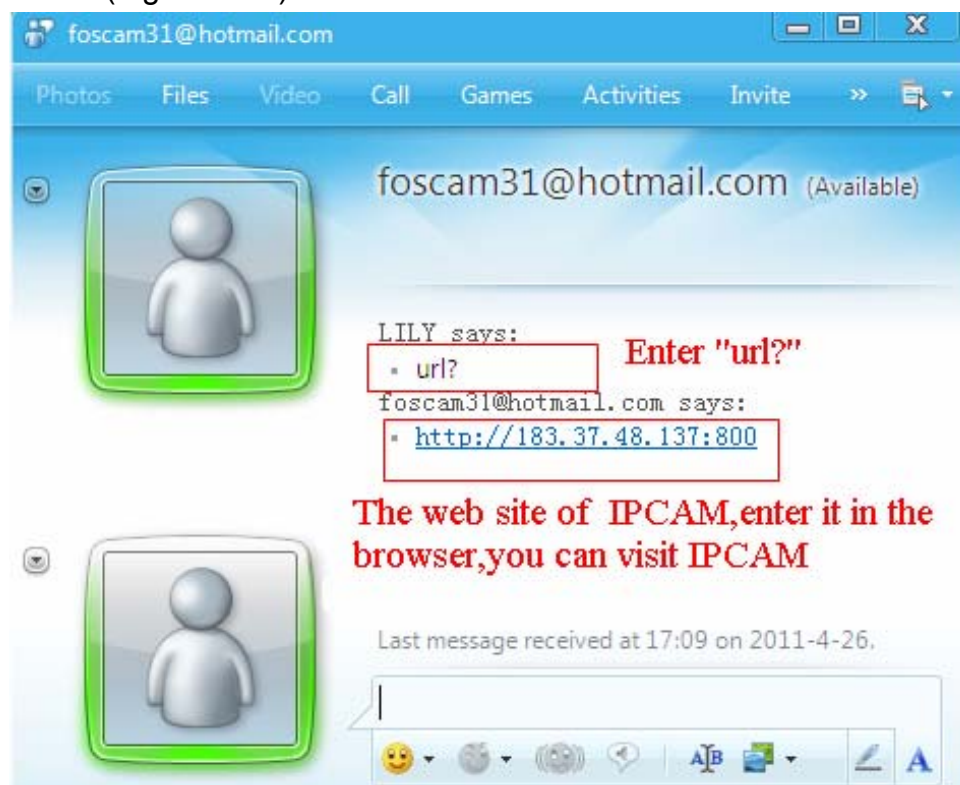 foscam31@hotmail.com
Photos Files Video Call Games Activities Invite »
foscam31@hotmail.com (Available)
LILY says:
url?
Enter "url?"
foscam31@hotmail.com says:
http://183.37.48.137:800
The web site of IPCAM,enter it in the
browser,you can visit IPCAM
Last message received at 17:09 on 2011-4-26.